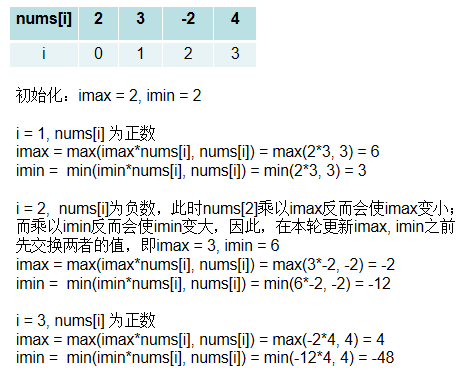 nums[i] 2 3 -2 4
i 0 1 2 3
初始化：imax = 2, imin = 2
i = 1, nums[i] 为正数
imax = max(imax*nums[i], nums[i]) = max(2*3, 3) = 6
imin =  min(imin*nums[i], nums[i]) = min(2*3, 3) = 3
i = 2,  nums[i]为负数，此时nums[2]乘以imax反而会使imax变小；
而乘以imin反而会使imin变大，因此，在本轮更新imax, imin之前
先交换两者的值，即imax = 3, imin = 6
imax = max(imax*nums[i], nums[i]) = max(3*-2, -2) = -2
imin =  min(imin*nums[i], nums[i]) = min(6*-2, -2) = -12
i = 3, nums[i] 为正数
imax = max(imax*nums[i], nums[i]) = max(-2*4, 4) = 4
imin =  min(imin*nums[i], nums[i]) = min(-12*4, 4) = -48